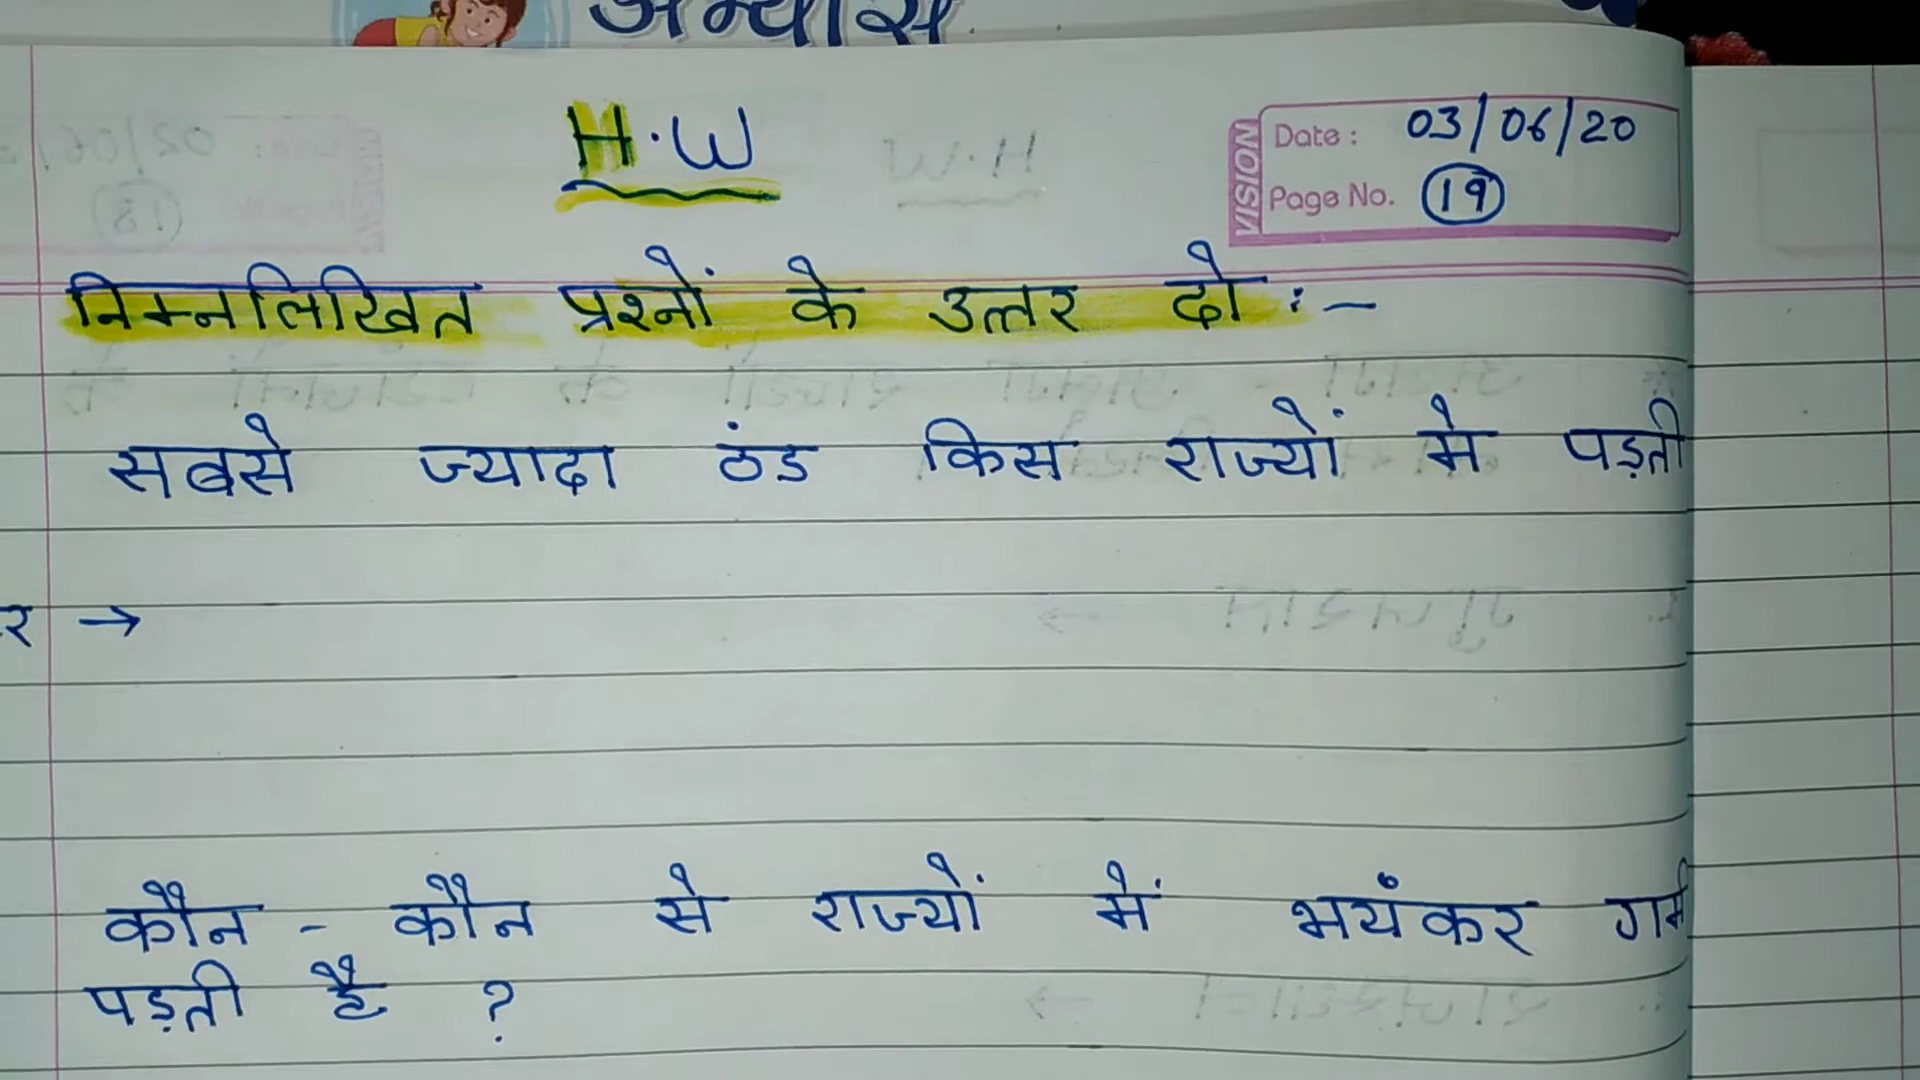 अभ्यास
H.W
VISION
Date: 03/06/20
Page No. 19
निम्नलिखित प्रश्नों के उत्तर दो :-
सबसे ज्यादा ठंड किस राज्यों मे पड़ती
र →
कौन - कौन से राज्यों में भयंकर गर्मी
पड़ती है ?